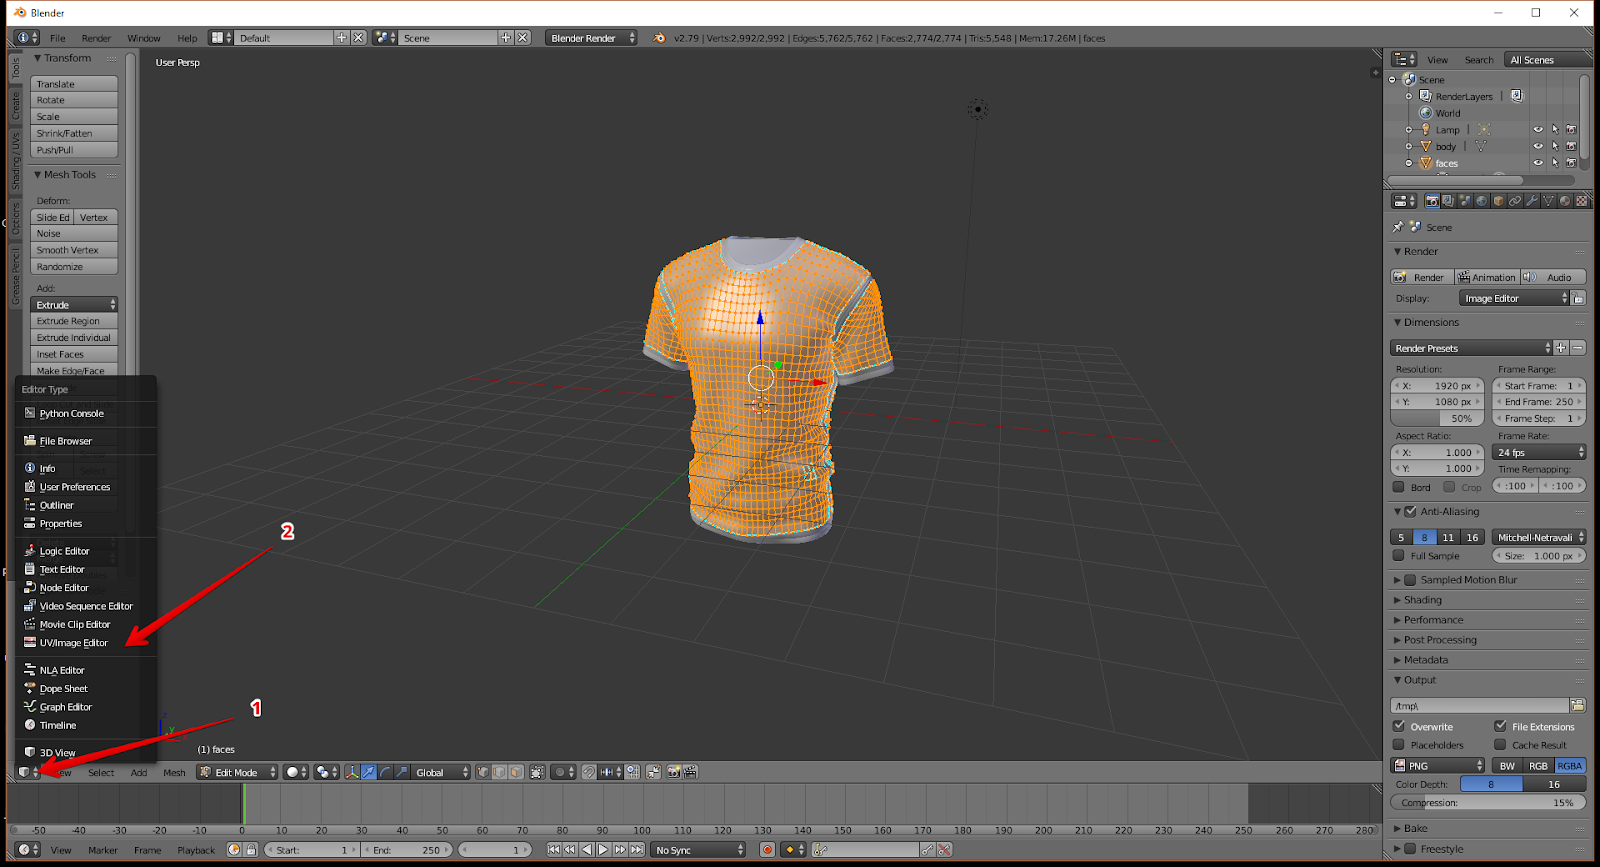 Blender
File Render Window Help Default Scene Blender Render v2.79 | Verts:2,992/2,992 | Edges:5,762/5,762 | Faces:2,774/2,774 | Tris:5,548 | Mem:17.26M | faces
Tools
Create
Shading / UVs
Options
Grease Pencil
Transform
Translate
Rotate
Scale
Shrink/Fatten
Push/Pull
Mesh Tools
Deform:
Slide Ed Vertex
Noise
Smooth Vertex
Randomize
Add:
Extrude
Extrude Region
Extrude Individual
Inset Faces
Make Edge/Face
Editor Type
Python Console
File Browser
Info
User Preferences
Outliner
Properties
Logic Editor
Text Editor
Node Editor
Video Sequence Editor
Movie Clip Editor
UV/Image Editor
NLA Editor
Dope Sheet
Graph Editor
Timeline
3D View
User Persp
2
1
(1) faces
Select Add Mesh Edit Mode Global
-50 -40 -30 -20 -10 0 10 20 30 40 50 60 70 80 90 100 110 120 130 140 150 160 170 180 190 200 210 220 230 240 250 260 270 280
View Marker Frame Playback Start: 1 End: 250 1 No Sync
View Search All Scenes
Scene
RenderLayers |
World
Lamp |
body |
faces
Scene
Render
Render Animation Audio
Display: Image Editor
Dimensions
Render Presets
Resolution: Frame Range:
X: 1920 px Start Frame: 1
Y: 1080 px End Frame: 250
50% Frame Step: 1
Aspect Ratio: Frame Rate:
X: 1.000 24 fps
Y: 1.000 Time Remapping:
Bord Crop :100 :100
Anti-Aliasing
5 8 11 16 Mitchell-Netravali
Full Sample Size: 1.000 px
Sampled Motion Blur
Shading
Performance
Post Processing
Metadata
Output
/tmp\
Overwrite File Extensions
Placeholders Cache Result
PNG BW RGB RGBA
Color Depth: 8 16
Compression: 15%
Bake
Freestyle